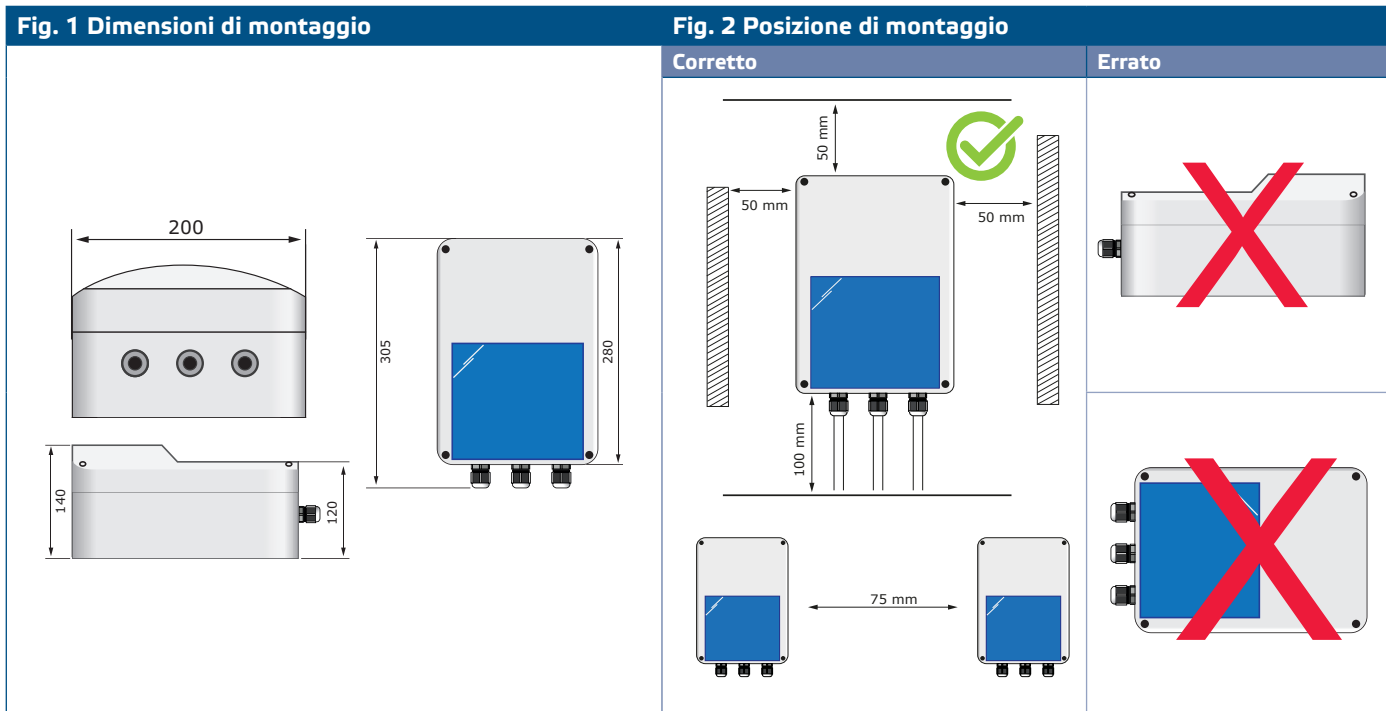 Fig. 1 Dimensioni di montaggio
200
305
280
140
120
Fig. 2 Posizione di montaggio
Corretto
Errato
50 mm
50 mm
50 mm
100 mm
75 mm